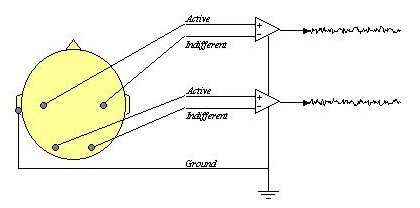 Active
+
Indifferent
−
Active
+
Indifferent
−
Ground